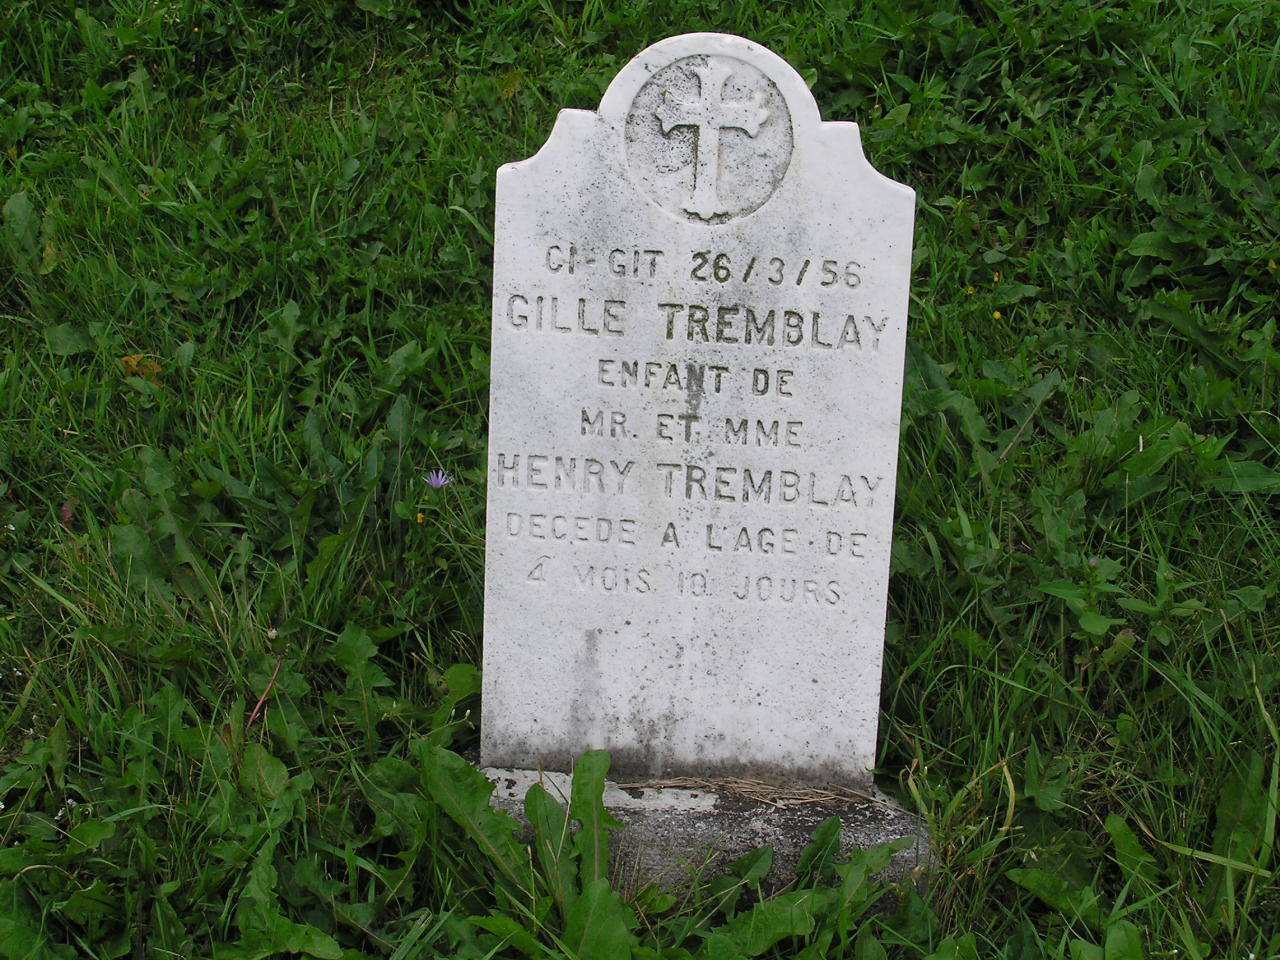 CI-GIT 26/3/56
GILLE TREMBLAY
ENFANT DE
MR. ET. MME
HENRY TREMBLAY
DECEDE A L'AGE DE
4 MOIS 10 JOURS